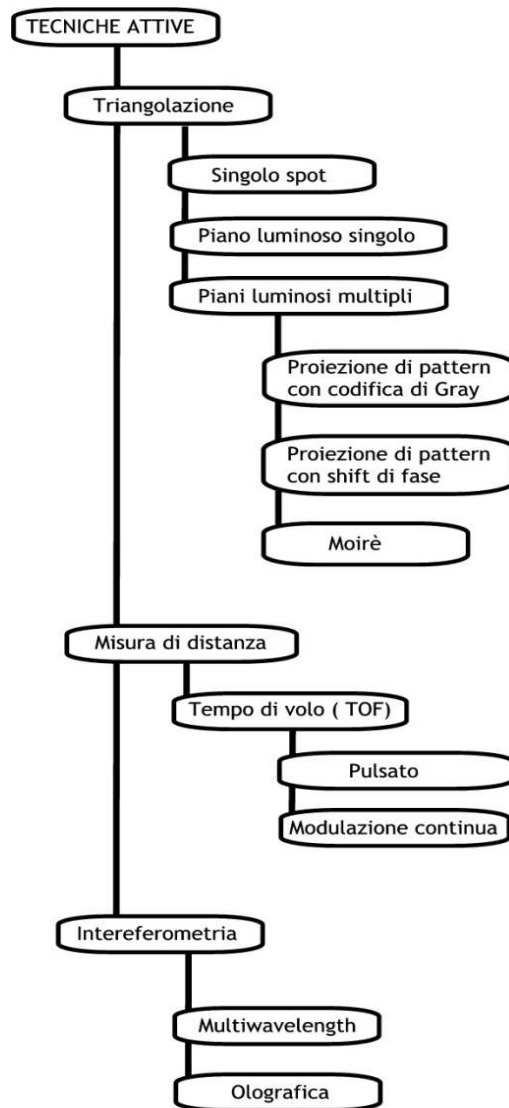 TECNICHE ATTIVE
Triangolazione
Singolo spot
Piano luminoso singolo
Piani luminosi multipli
Proiezione di pattern
con codifica di Gray
Proiezione di pattern
con shift di fase
Moirè
Misura di distanza
Tempo di volo ( TOF)
Pulsato
Modulazione continua
Intereferometria
Multiwavelength
Olografica